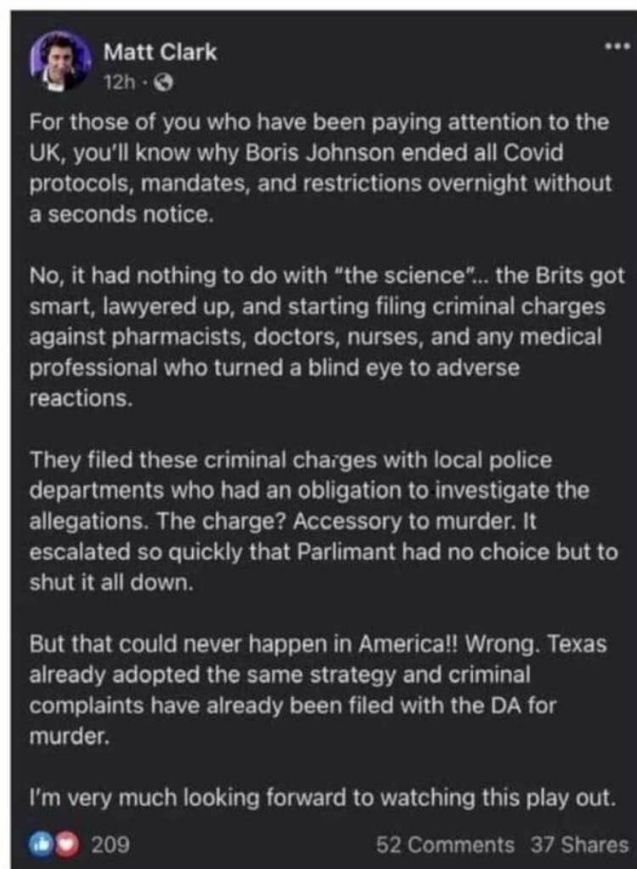 Matt Clark
12h ·
For those of you who have been paying attention to the
UK, you'll know why Boris Johnson ended all Covid
protocols, mandates, and restrictions overnight without
a seconds notice.
No, it had nothing to do with "the science"... the Brits got
smart, lawyered up, and starting filing criminal charges
against pharmacists, doctors, nurses, and any medical
professional who turned a blind eye to adverse
reactions.
They filed these criminal charges with local police
departments who had an obligation to investigate the
allegations. The charge? Accessory to murder. It
escalated so quickly that Parlimant had no choice but to
shut it all down.
But that could never happen in America!! Wrong. Texas
already adopted the same strategy and criminal
complaints have already been filed with the DA for
murder.
I'm very much looking forward to watching this play out.
209 52 Comments 37 Shares